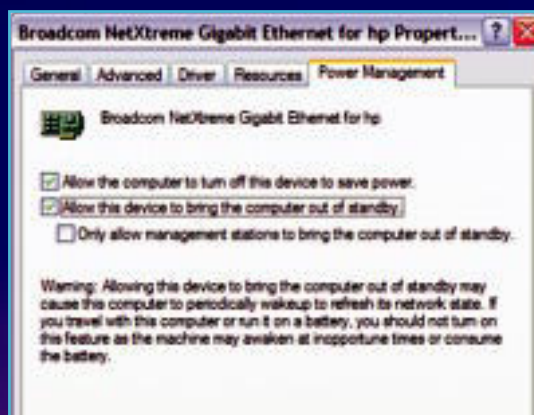 Broadcom NetXtreme Gigabit Ethernet for hp Propert.... ?
General Advanced Driver Resources Power Management
Broadcom NetXtreme Gigabit Ethernet for hp
Allow the computer to turn off this device to save power.
Allow this device to bring the computer out of standby.
Only allow management stations to bring the computer out of standby.
Warning: Allowing this device to bring the computer out of standby may
cause this computer to periodically wakeup to refresh its network state. If
you travel with this computer or run it on a battery, you should not turn on
this feature as the machine may awaken at inopportune times or consume
the battery.